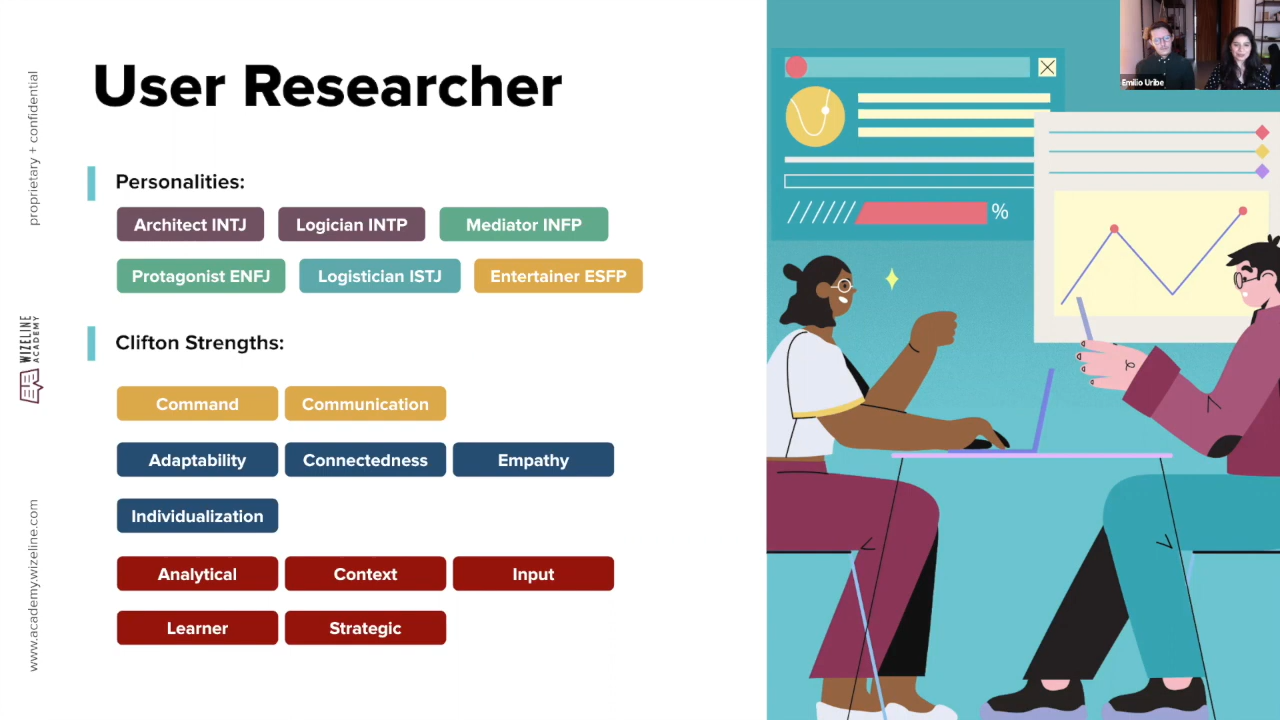 User Researcher
Personalities:
Architect INTJ
Logician INTP
Mediator INFP
Protagonist ENFJ
Logistician ISTJ
Entertainer ESFP
Clifton Strengths:
Command
Communication
Adaptability
Connectedness
Empathy
Individualization
Analytical
Context
Input
Learner
Strategic
proprietary + confidential
WIZELINE
ACADEMY
www.academy.wizeline.com
%
Emilio Uribe